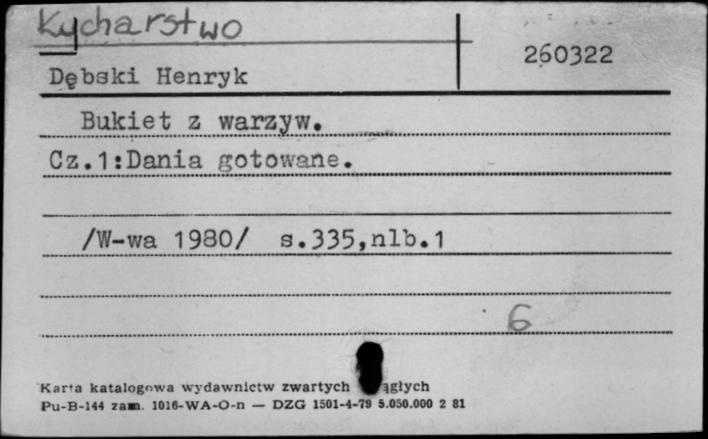 Kucharstwo
260322
Dębski Henryk
Bukiet z warzyw.
Cz.1:Dania gotowane.
/W-wa 1980/ s.335,nlb.1
6
Karta katalogowa wydawnictw zwartych
Pu-B-144 zam. 1016-WA-O-n — DZG 1501-4-79 5.050.000 2 81